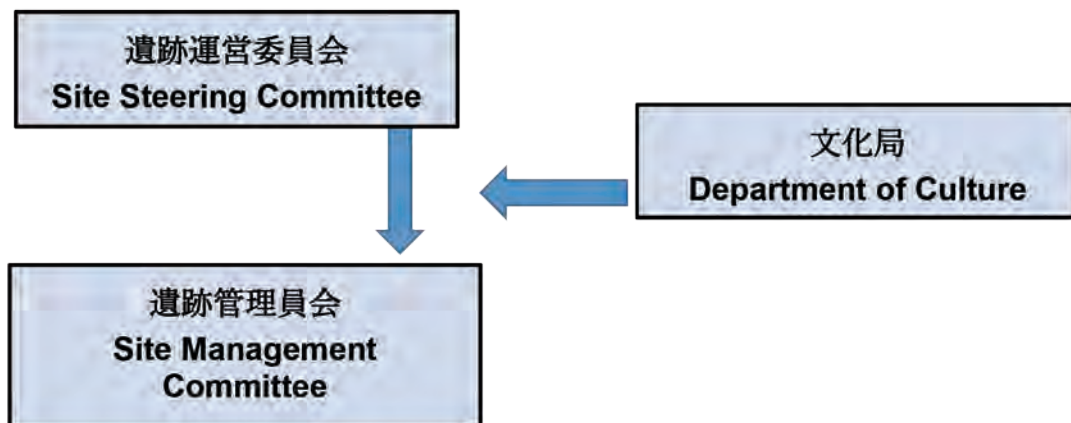 遺跡運営委員会
Site Steering Committee
文化局
Department of Culture
遺跡管理員会
Site Management
Committee